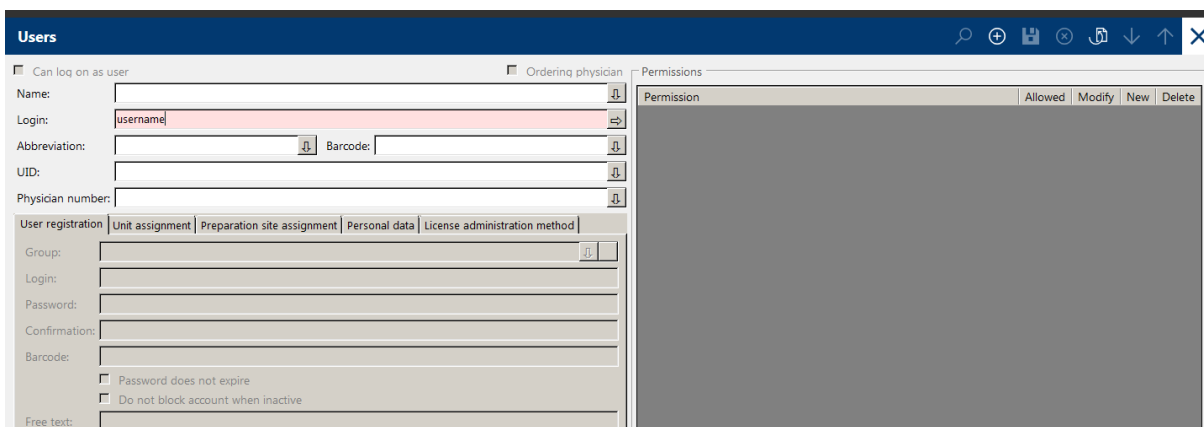 Users
Can log on as user
Ordering physician
Name:
Login: username
Abbreviation: Barcode:
UID:
Physician number:
User registration Unit assignment Preparation site assignment Personal data License administration method
Group:
Login:
Password:
Confirmation:
Barcode:
Password does not expire
Do not block account when inactive
Free text:
Permissions
Permission Allowed Modify New Delete